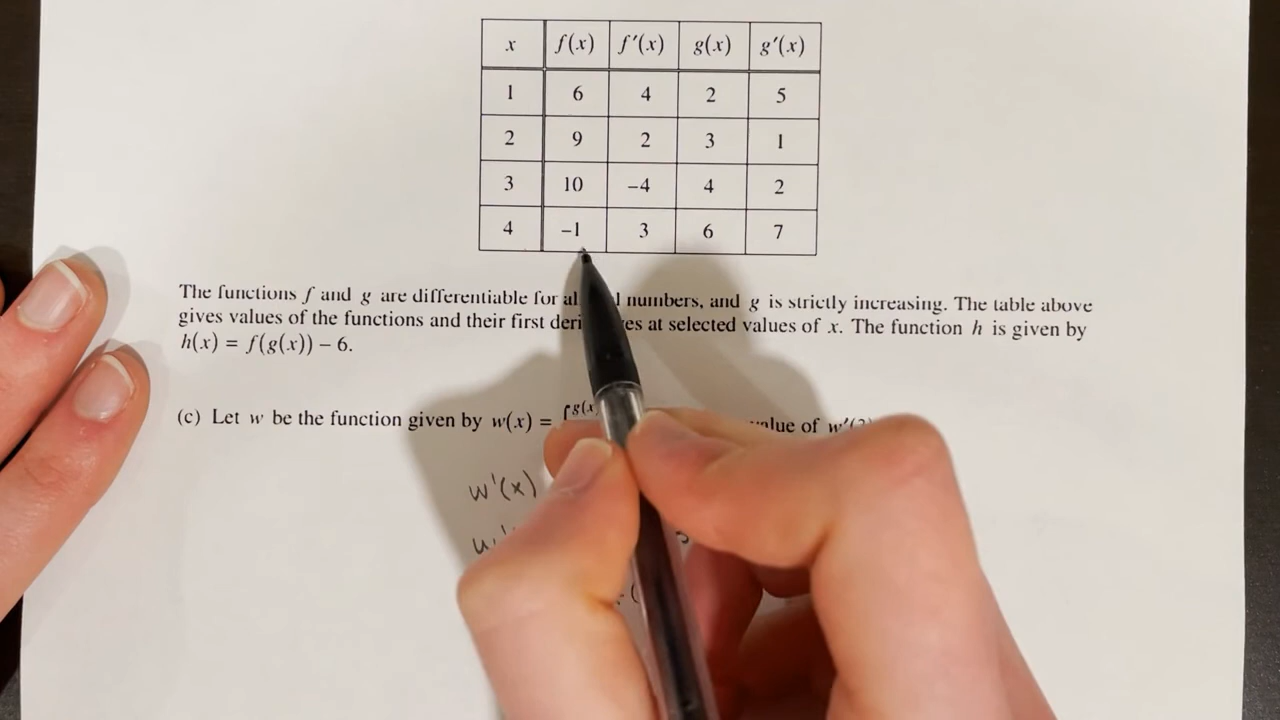 x f(x) f'(x) g(x) g'(x)
1 6 4 2 5
2 9 2 3 1
3 10 −4 4 2
4 −1 3 6 7
The functions f and g are differentiable for numbers, and g is strictly increasing. The table above
gives values of the functions and their first at selected values of x. The function h is given by
h(x) = f(g(x)) − 6.
(c) Let w be the function given by w(x) = ∫ g(x) of
w'(x)